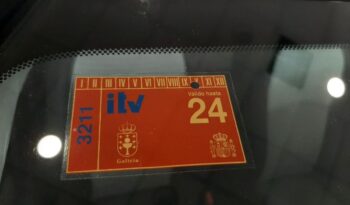 I II III IV V VI VII VIII IX X XI XII
3211
itv
Válido hasta
24
Galicia